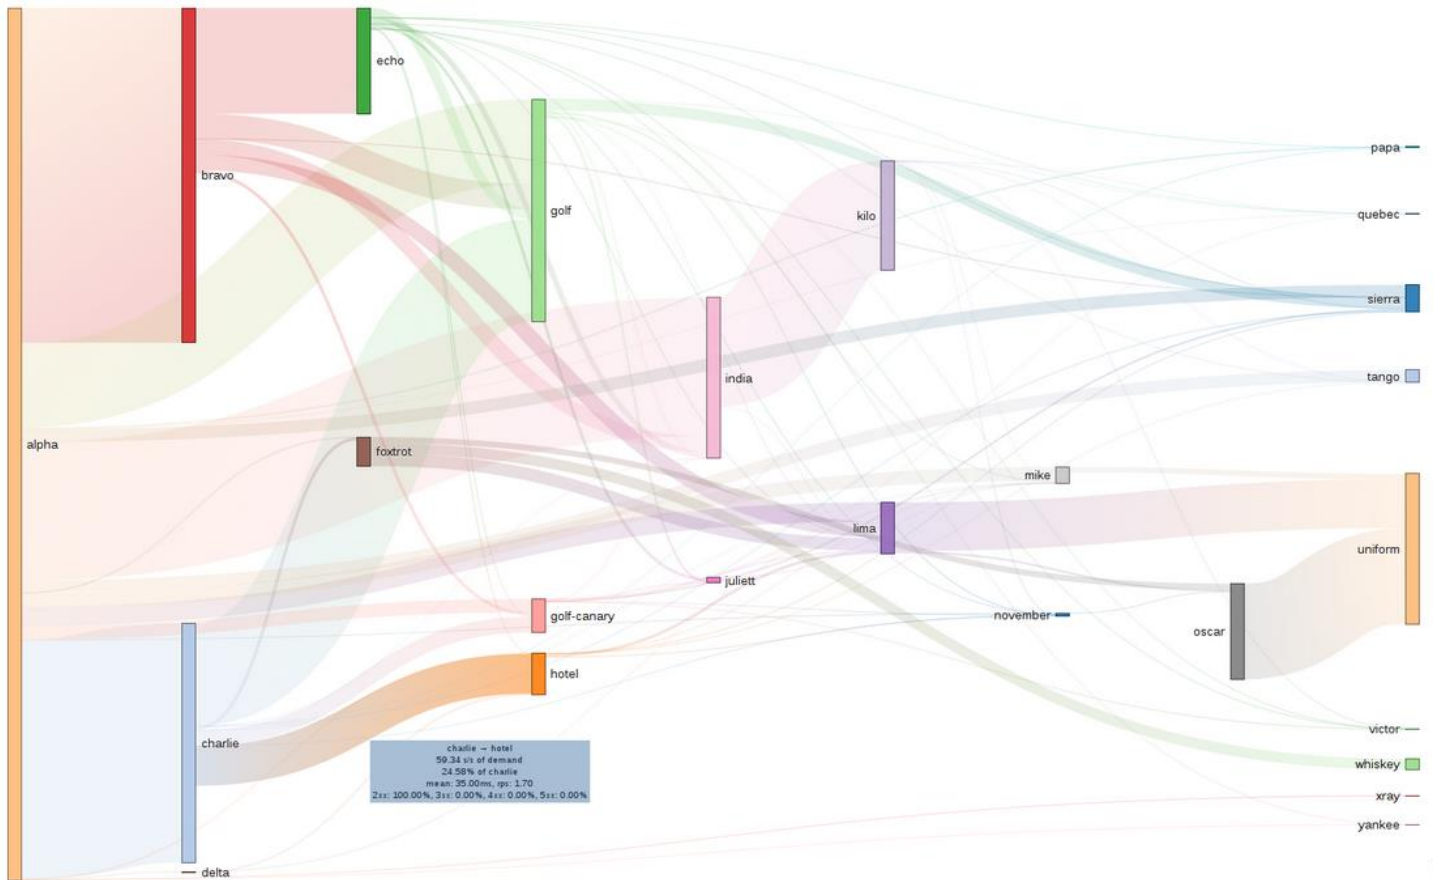 echo
papa
bravo
golf
quebec
kilo
sierra
india
tango
alpha
foxtrot
mike
lima
uniform
juliett
golf-canary
november
oscar
hotel
victor
charlie
charlie → hotel
59.34 s/s of demand
24.58% of charlie
mean: 35.00ms, rps: 1.70
2xx: 100.00%, 3xx: 0.00%, 4xx: 0.00%, 5xx: 0.00%
whiskey
xray
yankee
delta